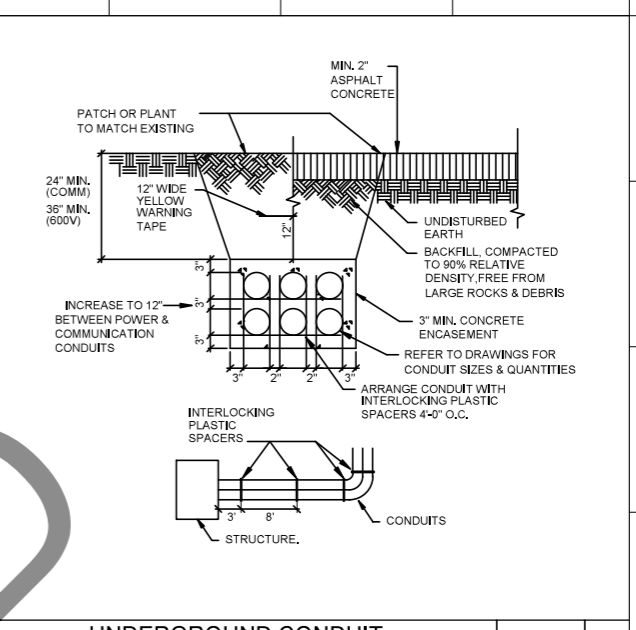 MIN. 2"
ASPHALT
CONCRETE
PATCH OR PLANT
TO MATCH EXISTING
24" MIN.
(COMM)
36" MIN.
(600V)
12" WIDE
YELLOW
WARNING
TAPE
12"
UNDISTURBED
EARTH
BACKFILL, COMPACTED
TO 90% RELATIVE
DENSITY,FREE FROM
LARGE ROCKS & DEBRIS
3"
3"
3"
INCREASE TO 12"
BETWEEN POWER &
COMMUNICATION
CONDUITS
3" MIN. CONCRETE
ENCASEMENT
REFER TO DRAWINGS FOR
CONDUIT SIZES & QUANTITIES
3" 2" 2" 3"
ARRANGE CONDUIT WITH
INTERLOCKING PLASTIC
SPACERS 4'-0" O.C.
INTERLOCKING
PLASTIC
SPACERS
3' 8'
CONDUITS
STRUCTURE.
UNDERGROUND CONDUIT